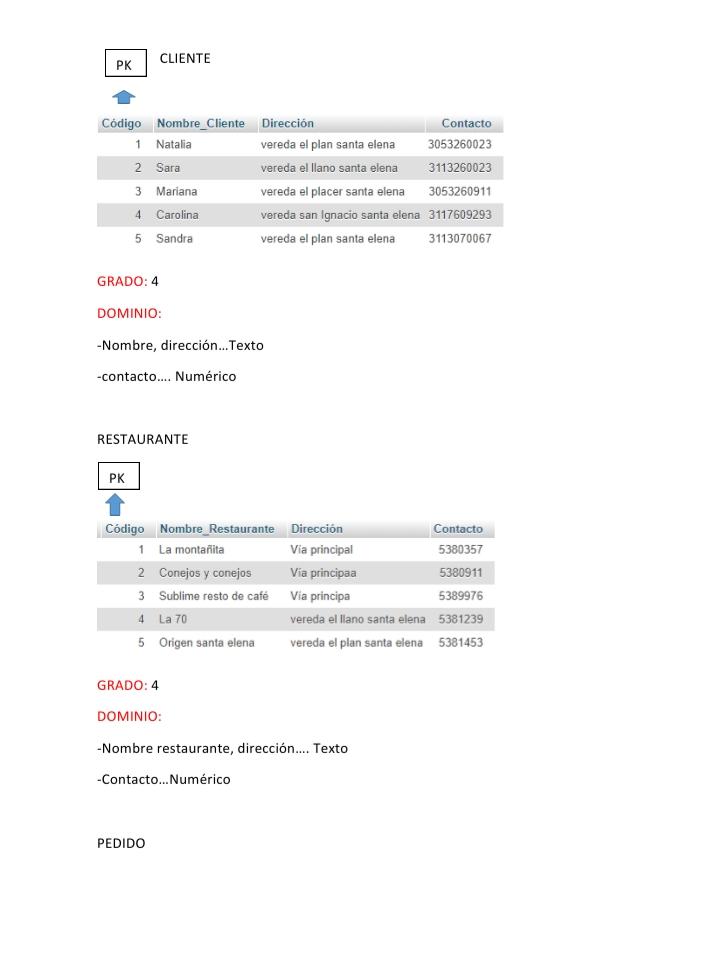 PK CLIENTE
Código Nombre_Cliente Dirección Contacto
1 Natalia vereda el plan santa elena 3053260023
2 Sara vereda el llano santa elena 3113260023
3 Mariana vereda el placer santa elena 3053260911
4 Carolina vereda san Ignacio santa elena 3117609293
5 Sandra vereda el plan santa elena 3113070067
GRADO: 4
DOMINIO:
-Nombre, dirección...Texto
-contacto.... Numérico
RESTAURANTE
PK
Código Nombre_Restaurante Dirección Contacto
1 La montañita Vía principal 5380357
2 Conejos y conejos Vía principaa 5380911
3 Sublime resto de café Vía principa 5389976
4 La 70 vereda el llano santa elena 5381239
5 Origen santa elena vereda el plan santa elena 5381453
GRADO: 4
DOMINIO:
-Nombre restaurante, dirección.... Texto
-Contacto...Numérico
PEDIDO